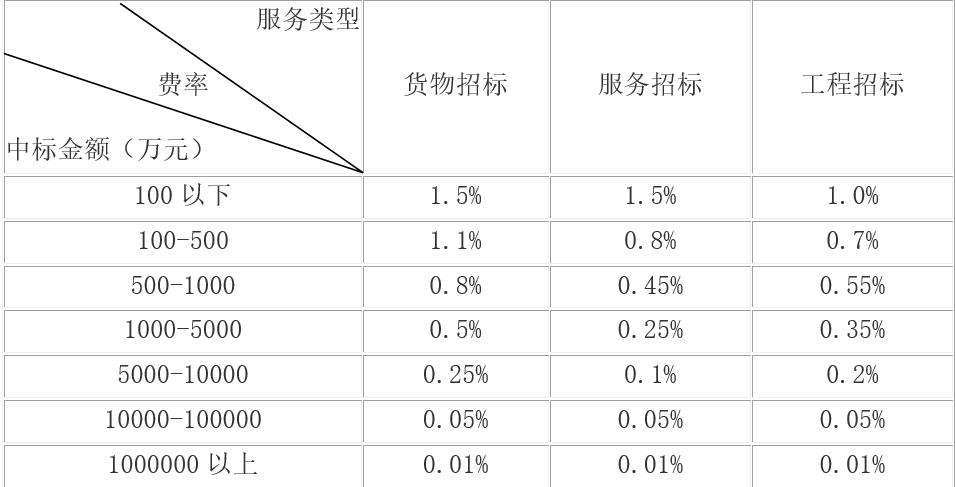 服务类型
费率
中标金额（万元）
货物招标 服务招标 工程招标
100 以下 1.5% 1.5% 1.0%
100-500 1.1% 0.8% 0.7%
500-1000 0.8% 0.45% 0.55%
1000-5000 0.5% 0.25% 0.35%
5000-10000 0.25% 0.1% 0.2%
10000-100000 0.05% 0.05% 0.05%
1000000 以上 0.01% 0.01% 0.01%